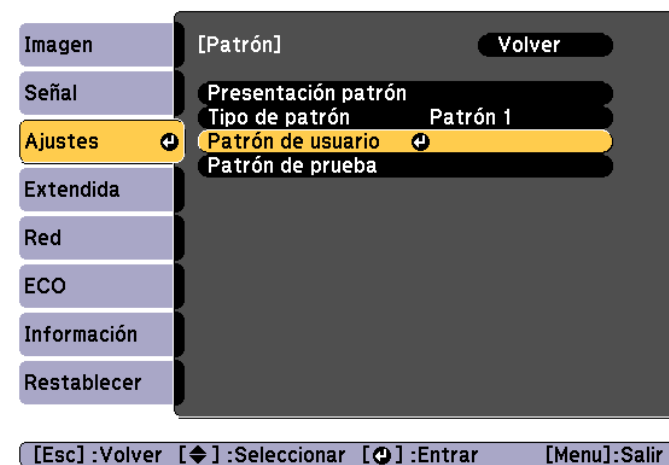 Imagen
Señal
Ajustes
Extendida
Red
ECO
Información
Restablecer
[Patrón] Volver
Presentación patrón
Tipo de patrón Patrón 1
Patrón de usuario
Patrón de prueba
[Esc] :Volver [◆] :Seleccionar [↵] :Entrar [Menu]:Salir